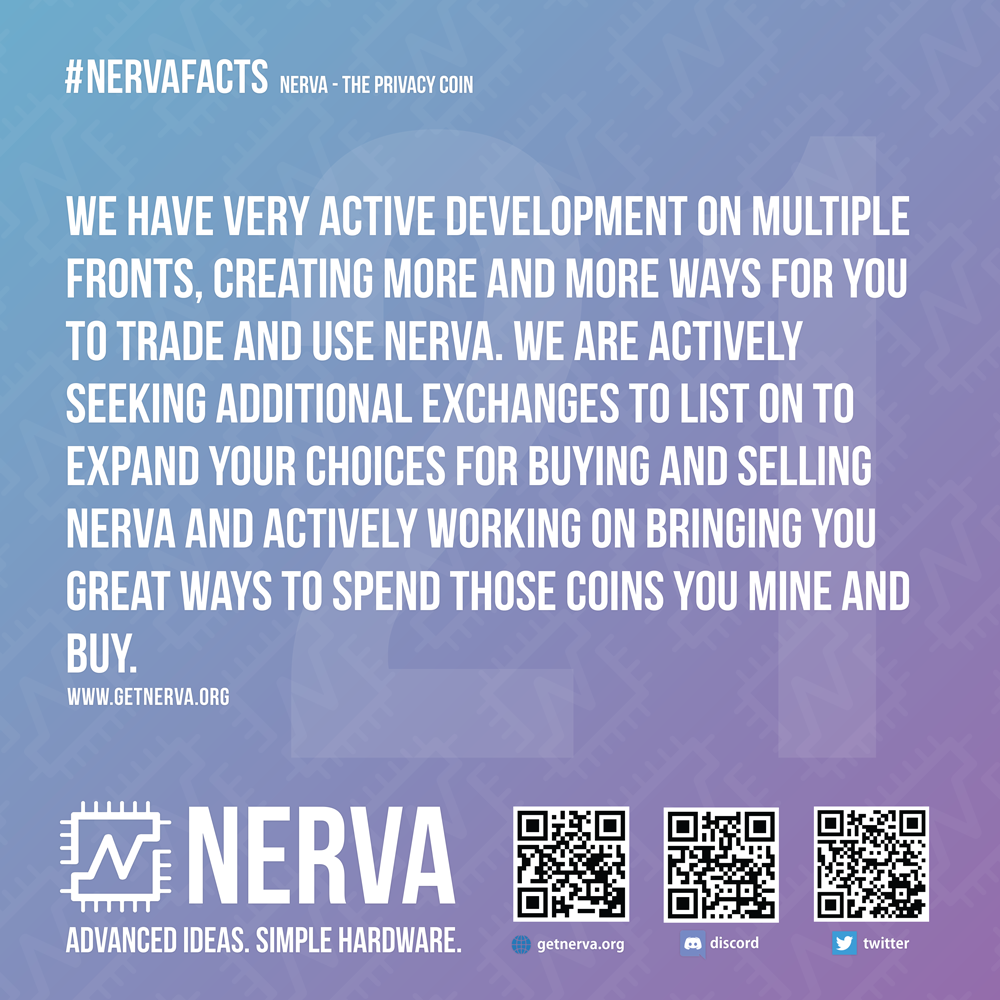 #NERVAFACTS NERVA - THE PRIVACY COIN
21
WE HAVE VERY ACTIVE DEVELOPMENT ON MULTIPLE
FRONTS, CREATING MORE AND MORE WAYS FOR YOU
TO TRADE AND USE NERVA. WE ARE ACTIVELY
SEEKING ADDITIONAL EXCHANGES TO LIST ON TO
EXPAND YOUR CHOICES FOR BUYING AND SELLING
NERVA AND ACTIVELY WORKING ON BRINGING YOU
GREAT WAYS TO SPEND THOSE COINS YOU MINE AND
BUY.
WWW.GETNERVA.ORG
NERVA
ADVANCED IDEAS. SIMPLE HARDWARE.
getnerva.org
discord
twitter